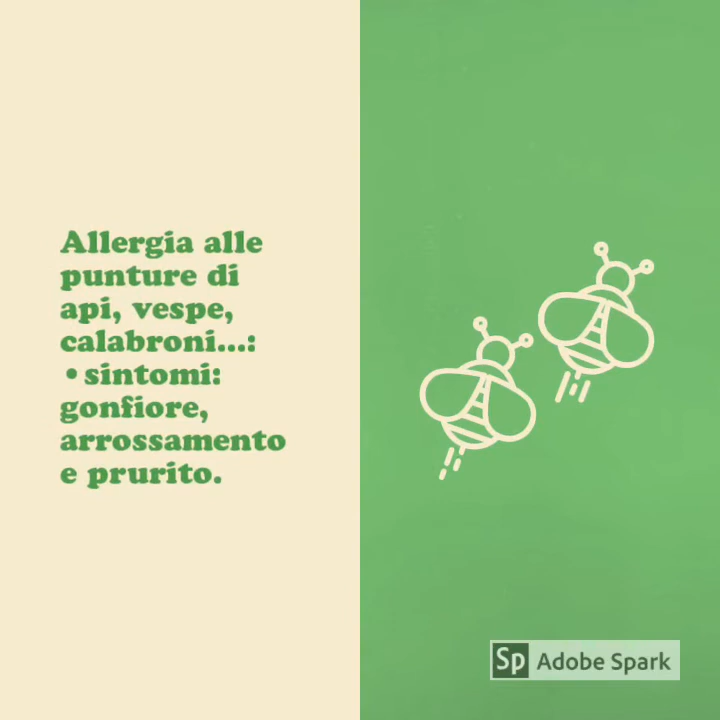 Allergia alle
punture di
api, vespe,
calabroni...:
•sintomi:
gonfiore,
arrossamento
e prurito.
Sp Adobe Spark